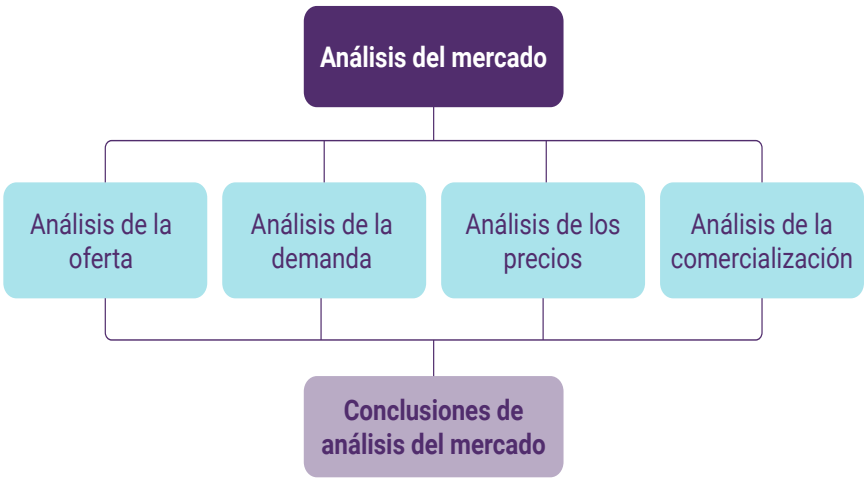 Análisis del mercado
Análisis de la
oferta
Análisis de la
demanda
Análisis de los
precios
Análisis de la
comercialización
Conclusiones de
análisis del mercado